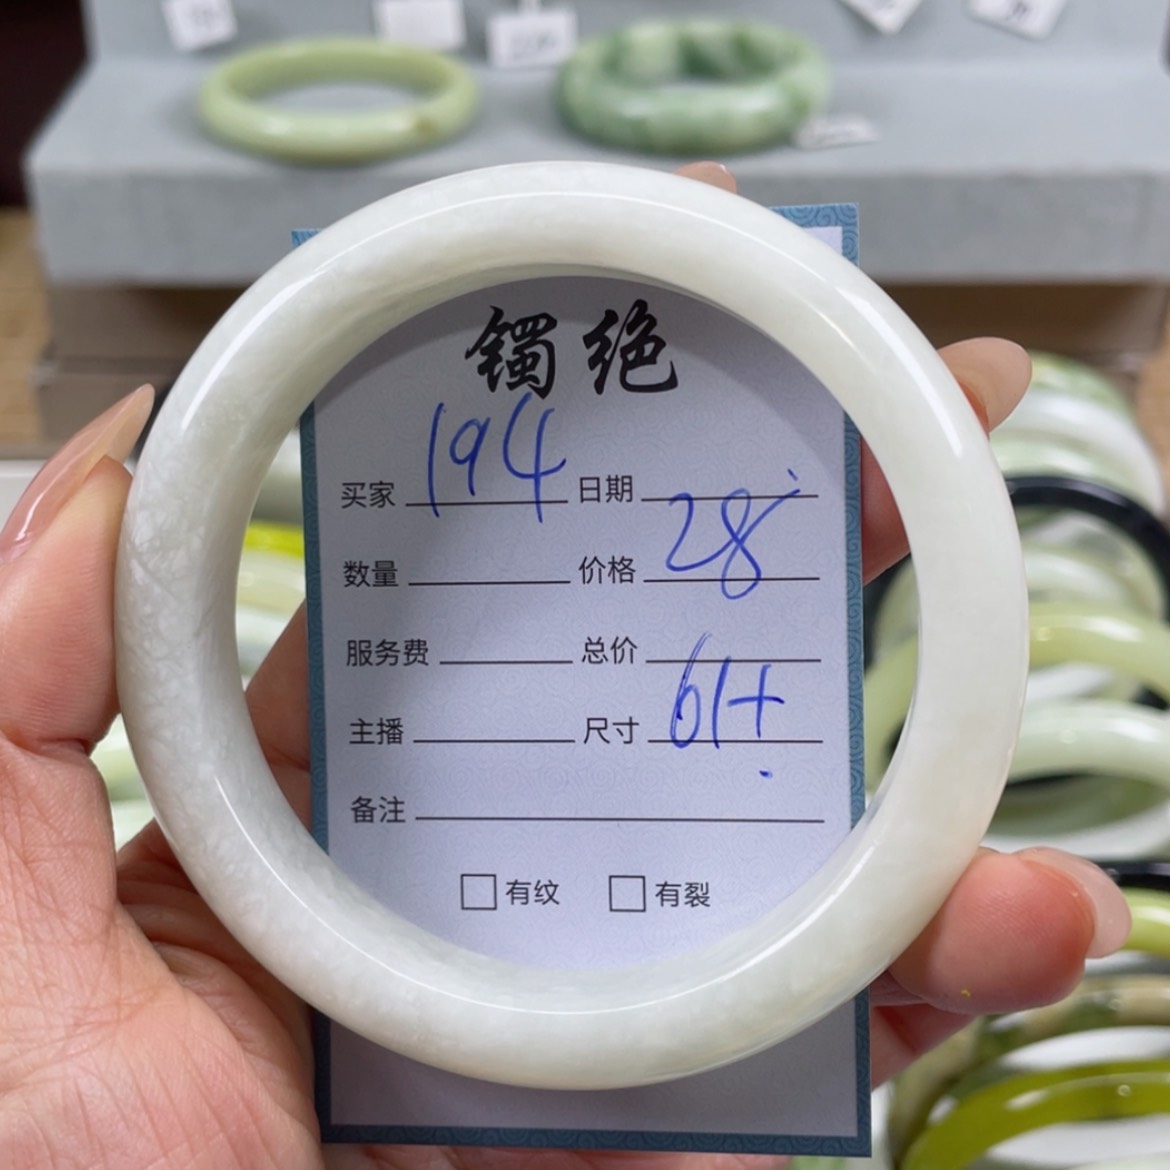 镯绝
买家 194 日期
数量 价格 28
服务费 总价
主播 尺寸 61+
备注
□有纹 □有裂